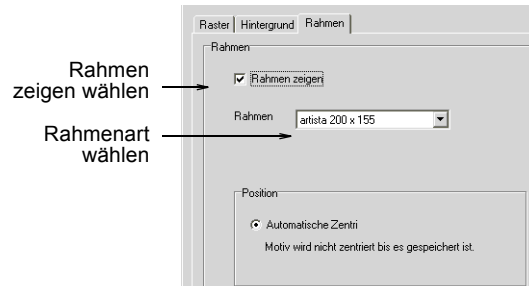 Raster Hintergrund Rahmen
Rahmen
Rahmen zeigen wählen
Rahmen zeigen
Rahmenart wählen
Rahmen artista 200 x 155
Position
Automatische Zentri
Motiv wird nicht zentriert bis es gespeichert ist.